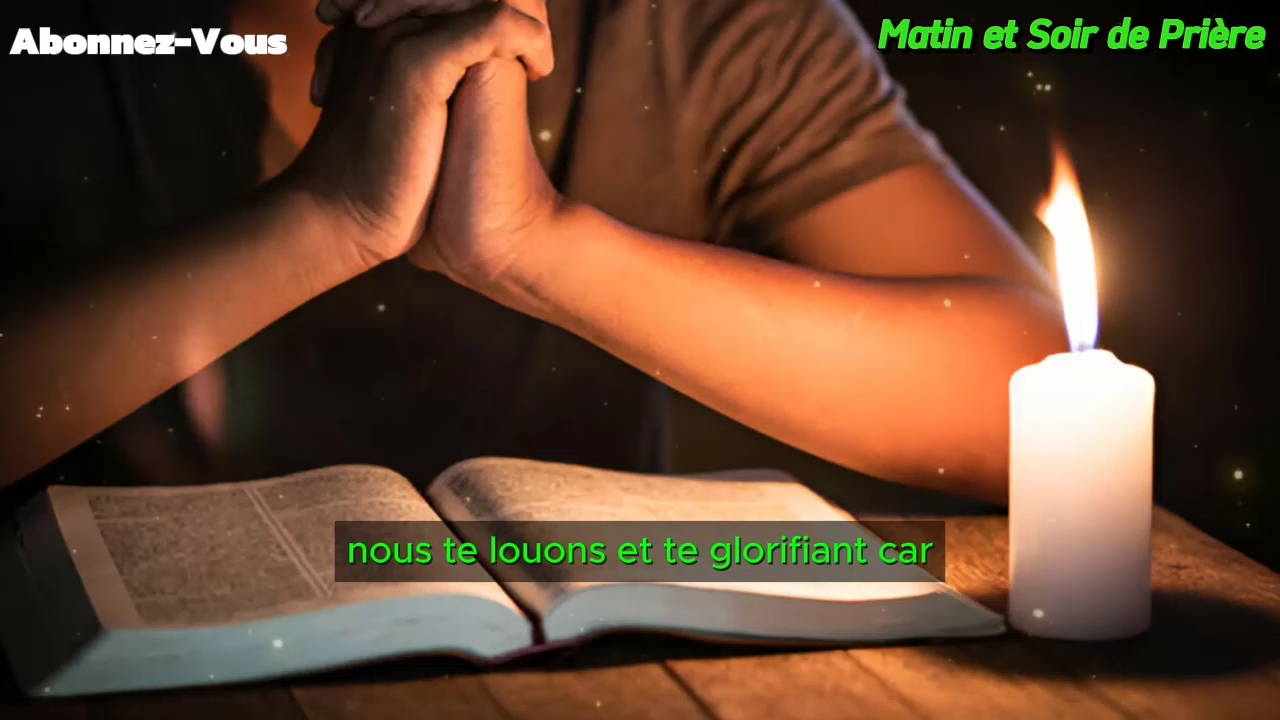 Abonnez-Vous
Matin et Soir de Prière
nous te louons et te glorifiant car